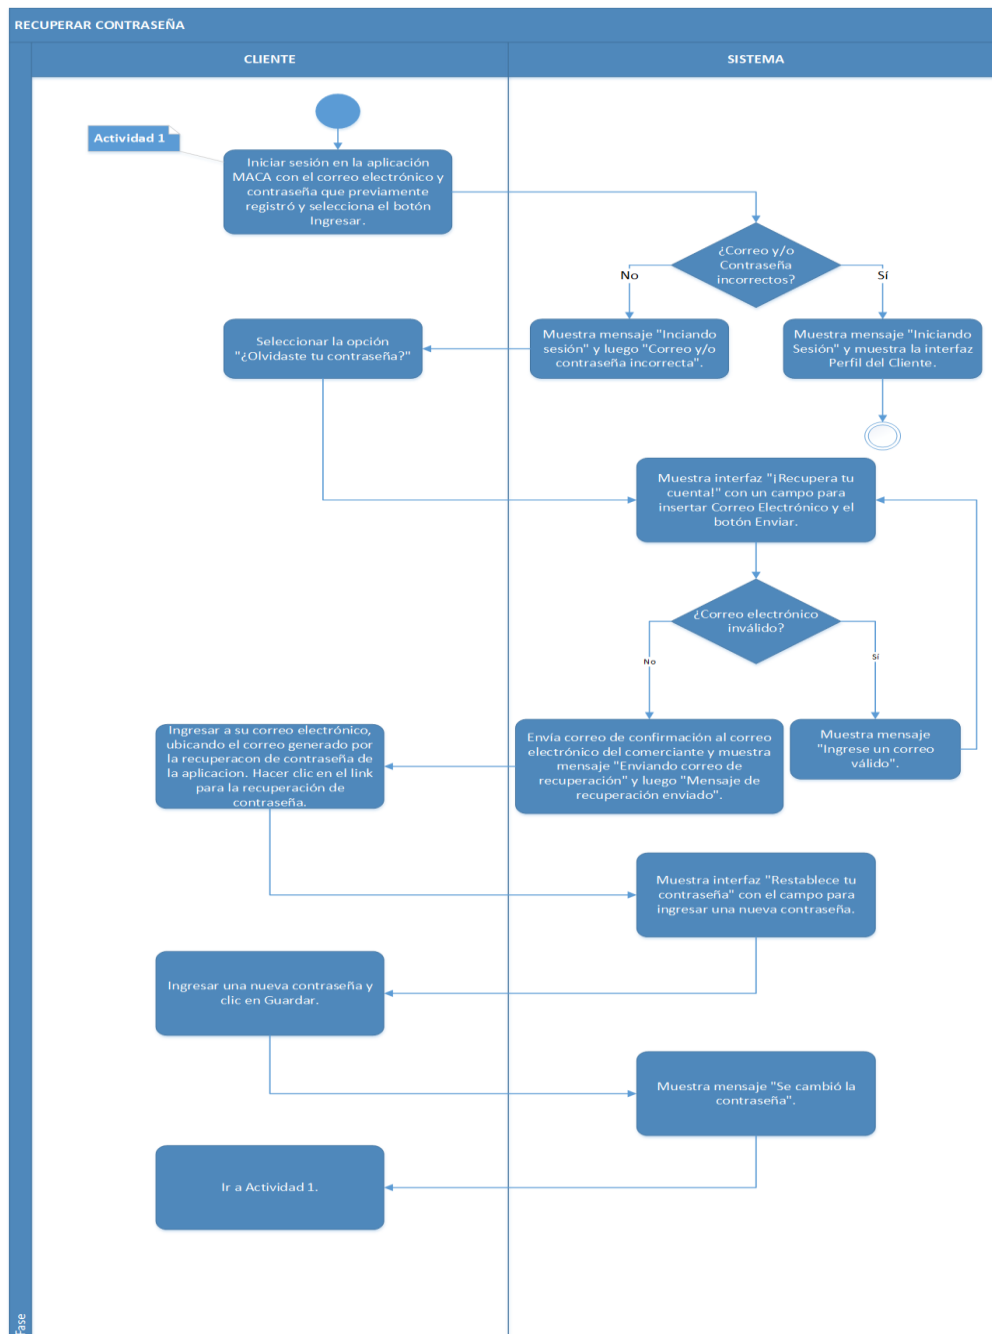 RECUPERAR CONTRASEÑA
CLIENTE
SISTEMA
Actividad 1
Iniciar sesión en la aplicación
MACA con el correo electrónico y
contraseña que previamente
registró y selecciona el botón
Ingresar.
¿Correo y/o
Contraseña
incorrectos?
No
Sí
Seleccionar la opción
"¿Olvidaste tu contraseña?"
Muestra mensaje "Inciando
sesión" y luego "Correo y/o
contraseña incorrecta".
Muestra mensaje "Iniciando
Sesión" y muestra la interfaz
Perfil del Cliente.
Muestra interfaz "¡Recupera tu
cuenta!" con un campo para
insertar Correo Electrónico y el
botón Enviar.
¿Correo electrónico
inválido?
No
Sí
Ingresar a su correo electrónico,
ubicando el correo generado por
la recuperacon de contraseña de
la aplicacion. Hacer clic en el link
para la recuperación de
contraseña.
Envía correo de confirmación al correo
electrónico del comerciante y muestra
mensaje "Enviando correo de
recuperación" y luego "Mensaje de
recuperación enviado".
Muestra mensaje
"Ingrese un correo
válido".
Muestra interfaz "Restablece tu
contraseña" con el campo para
ingresar una nueva contraseña.
Ingresar una nueva contraseña y
clic en Guardar.
Muestra mensaje "Se cambió la
contraseña".
Ir a Actividad 1.
Fase